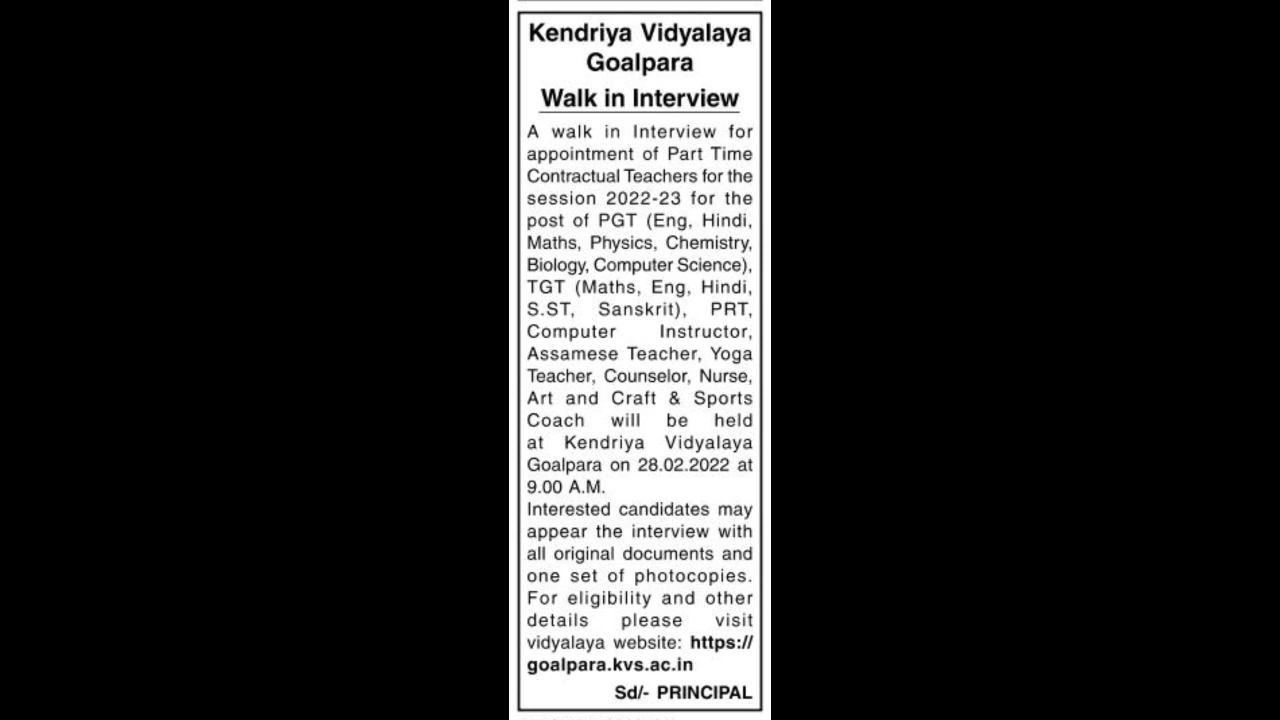 Kendriya Vidyalaya
Goalpara
Walk in Interview
A walk in Interview for
appointment of Part Time
Contractual Teachers for the
session 2022-23 for the
post of PGT (Eng, Hindi,
Maths, Physics, Chemistry,
Biology, Computer Science),
TGT (Maths, Eng, Hindi,
S.ST, Sanskrit), PRT,
Computer Instructor,
Assamese Teacher, Yoga
Teacher, Counselor, Nurse,
Art and Craft & Sports
Coach will be held
at Kendriya Vidyalaya
Goalpara on 28.02.2022 at
9.00 A.M.
Interested candidates may
appear the interview with
all original documents and
one set of photocopies.
For eligibility and other
details please visit
vidyalaya website: https://
goalpara.kvs.ac.in
Sd/- PRINCIPAL